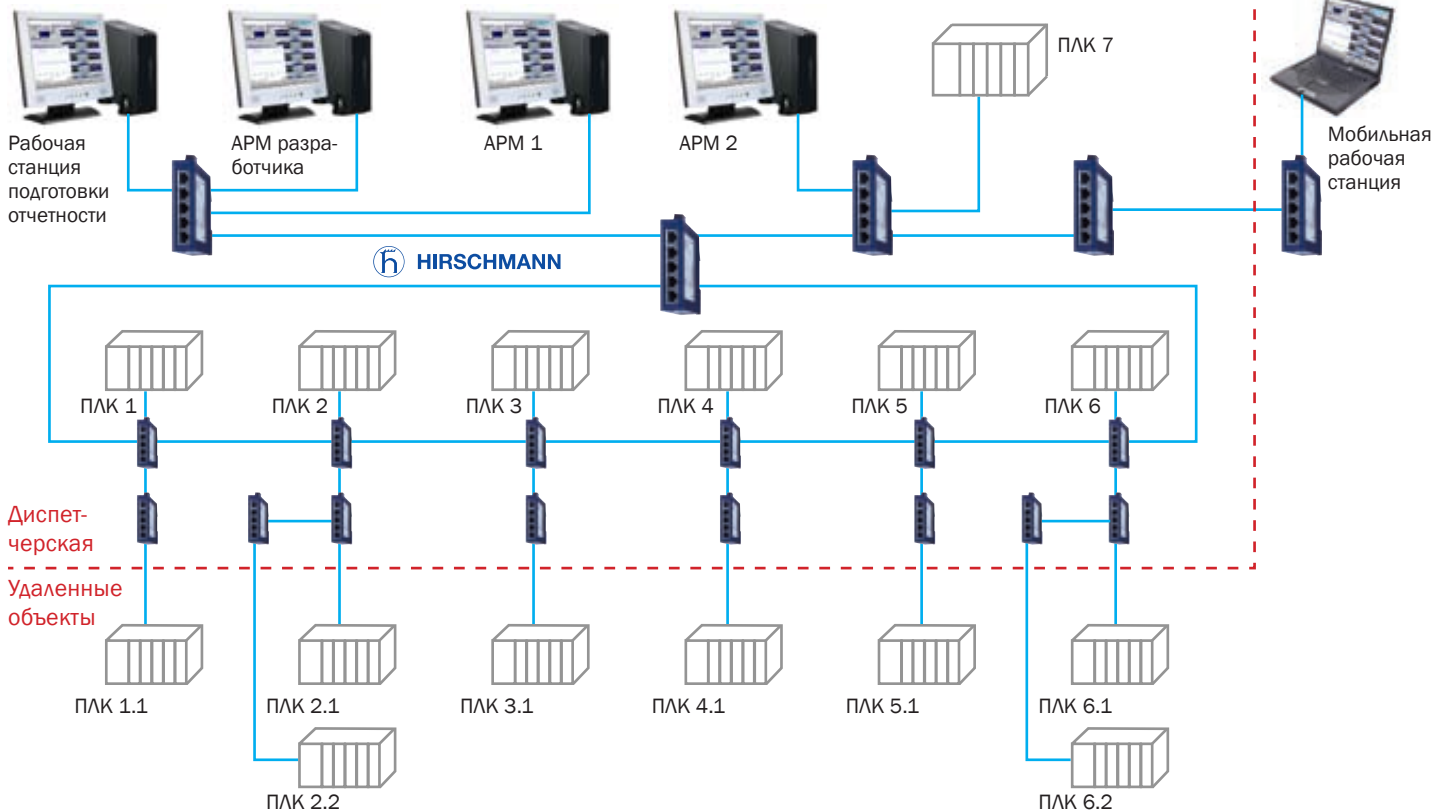 ПЛК 7
Рабочая
станция
подготовки
отчетности
АРМ разра-
ботчика
АРМ 1
АРМ 2
Мобильная
рабочая
станция
HIRSCHMANN
ПЛК 1
ПЛК 2
ПЛК 3
ПЛК 4
ПЛК 5
ПЛК 6
Диспет-
черская
Удаленные
объекты
ПЛК 1.1
ПЛК 2.1
ПЛК 3.1
ПЛК 4.1
ПЛК 5.1
ПЛК 6.1
ПЛК 2.2
ПЛК 6.2